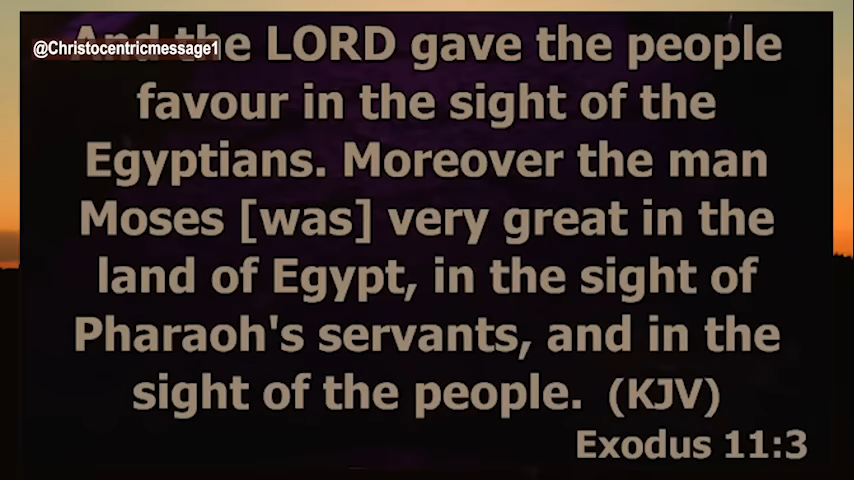 @Christocentricmessage1
And the LORD gave the people
favour in the sight of the
Egyptians. Moreover the man
Moses [was] very great in the
land of Egypt, in the sight of
Pharaoh's servants, and in the
sight of the people. (KJV)
Exodus 11:3